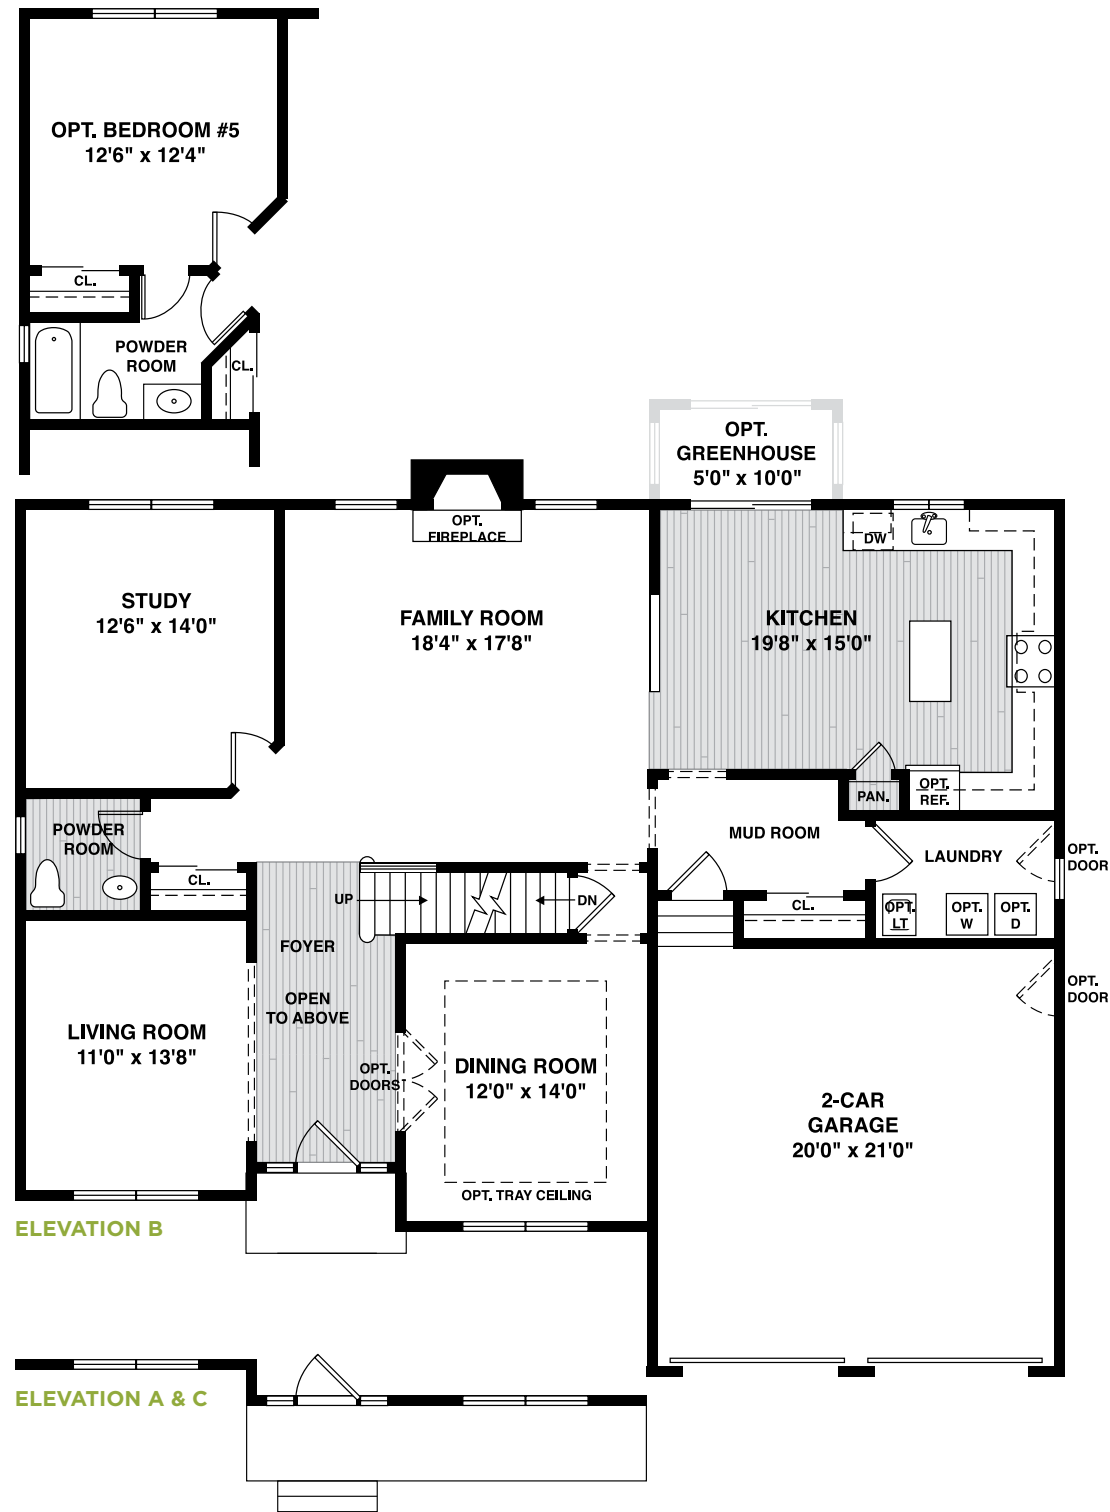 OPT. BEDROOM #5
12'6" x 12'4"
CL.
POWDER
ROOM
CL.
OPT.
GREENHOUSE
5'0" x 10'0"
OPT.
FIREPLACE
DW
STUDY
12'6" x 14'0"
FAMILY ROOM
18'4" x 17'8"
KITCHEN
19'8" x 15'0"
PAN.
OPT.
REF.
POWDER
ROOM
MUD ROOM
LAUNDRY
OPT.
DOOR
CL.
UP
DN
CL.
OPT.
LT
OPT.
W
OPT.
D
FOYER
OPEN
TO ABOVE
OPT.
DOOR
LIVING ROOM
11'0" x 13'8"
OPT.
DOORS
DINING ROOM
12'0" x 14'0"
2-CAR
GARAGE
20'0" x 21'0"
OPT. TRAY CEILING
ELEVATION B
ELEVATION A & C